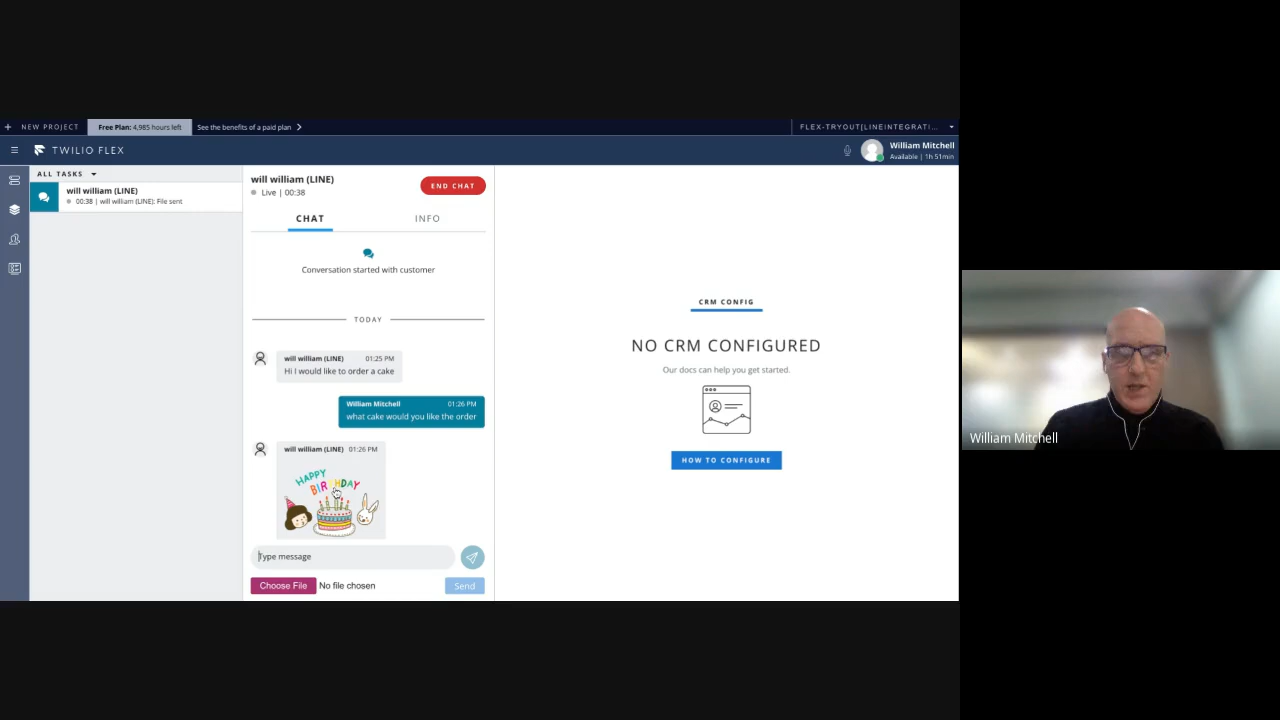 + NEW PROJECT
Free Plan: 4,985 hours left
See the benefits of a paid plan
FLEX-TRYOUT[LINEINTEGRATI...
TWILIO FLEX
William Mitchell
Available | 1h 51min
ALL TASKS
will william (LINE)
00:38 | will william (LINE): File sent
will william (LINE)
Live | 00:38
END CHAT
CHAT
INFO
Conversation started with customer
TODAY
will william (LINE) 01:25 PM
Hi I would like to order a cake
William Mitchell 01:26 PM
what cake would you like the order
will william (LINE) 01:26 PM
HAPPY
BIRTHDAY
Type message
Choose File No file chosen
Send
CRM CONFIG
NO CRM CONFIGURED
Our docs can help you get started.
HOW TO CONFIGURE
William Mitchell